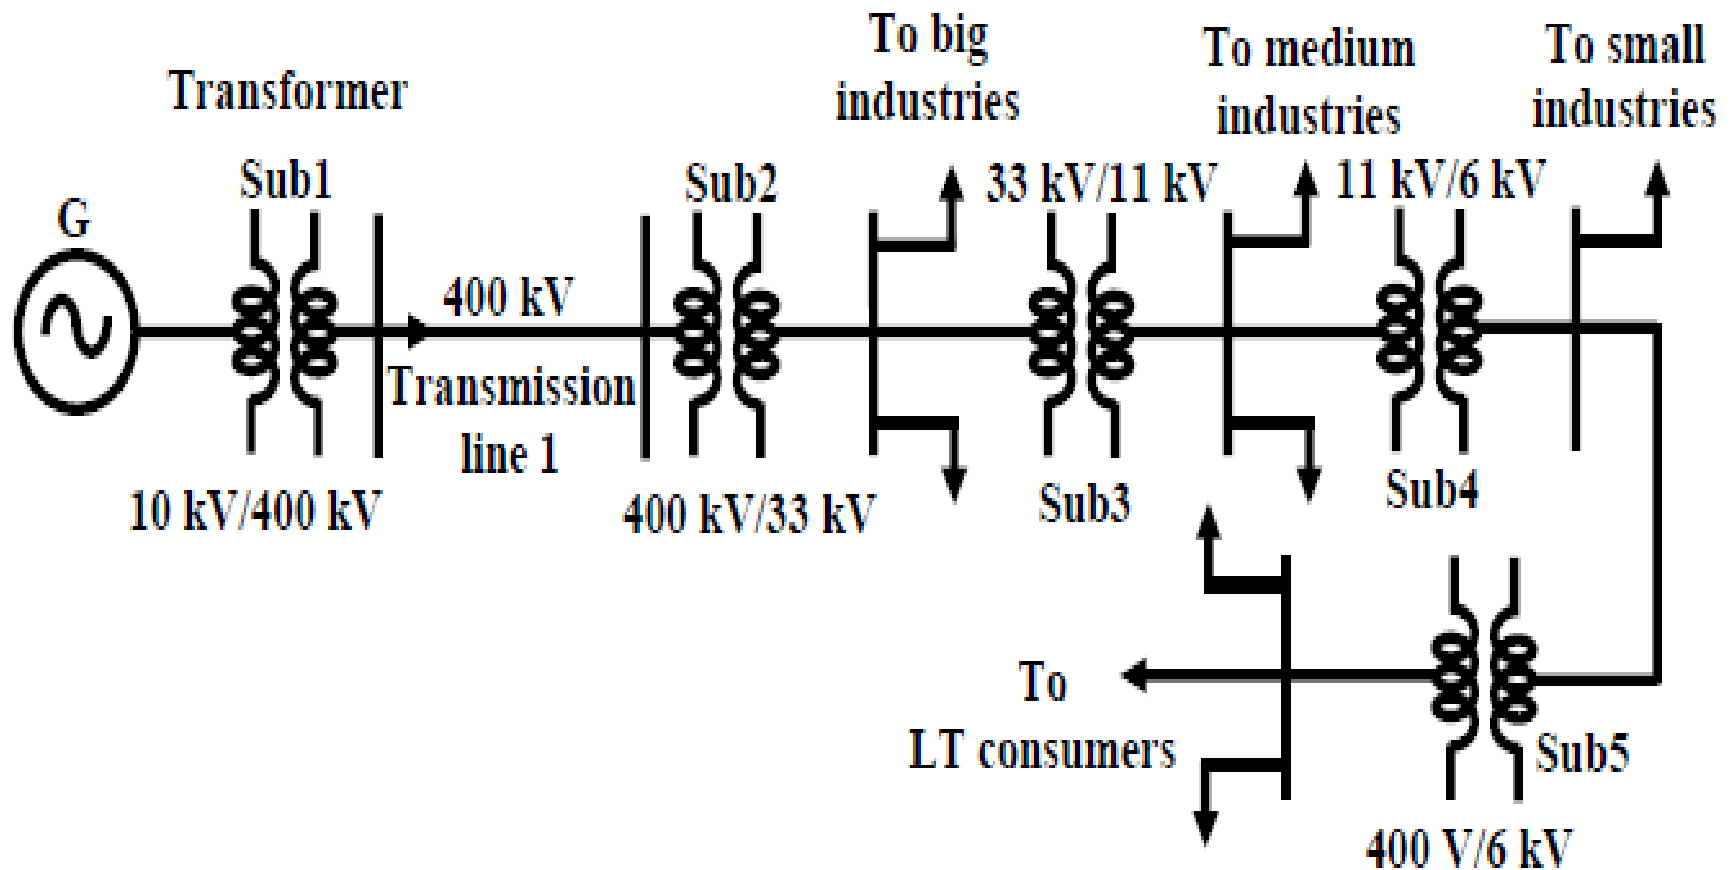 To big
industries
To medium
industries
To small
industries
Transformer
Sub1
Sub2
33 kV/11 kV
11 kV/6 kV
G
400 kV
Transmission
line 1
10 kV/400 kV
400 kV/33 kV
Sub3
Sub4
To
LT consumers
Sub5
400 V/6 kV